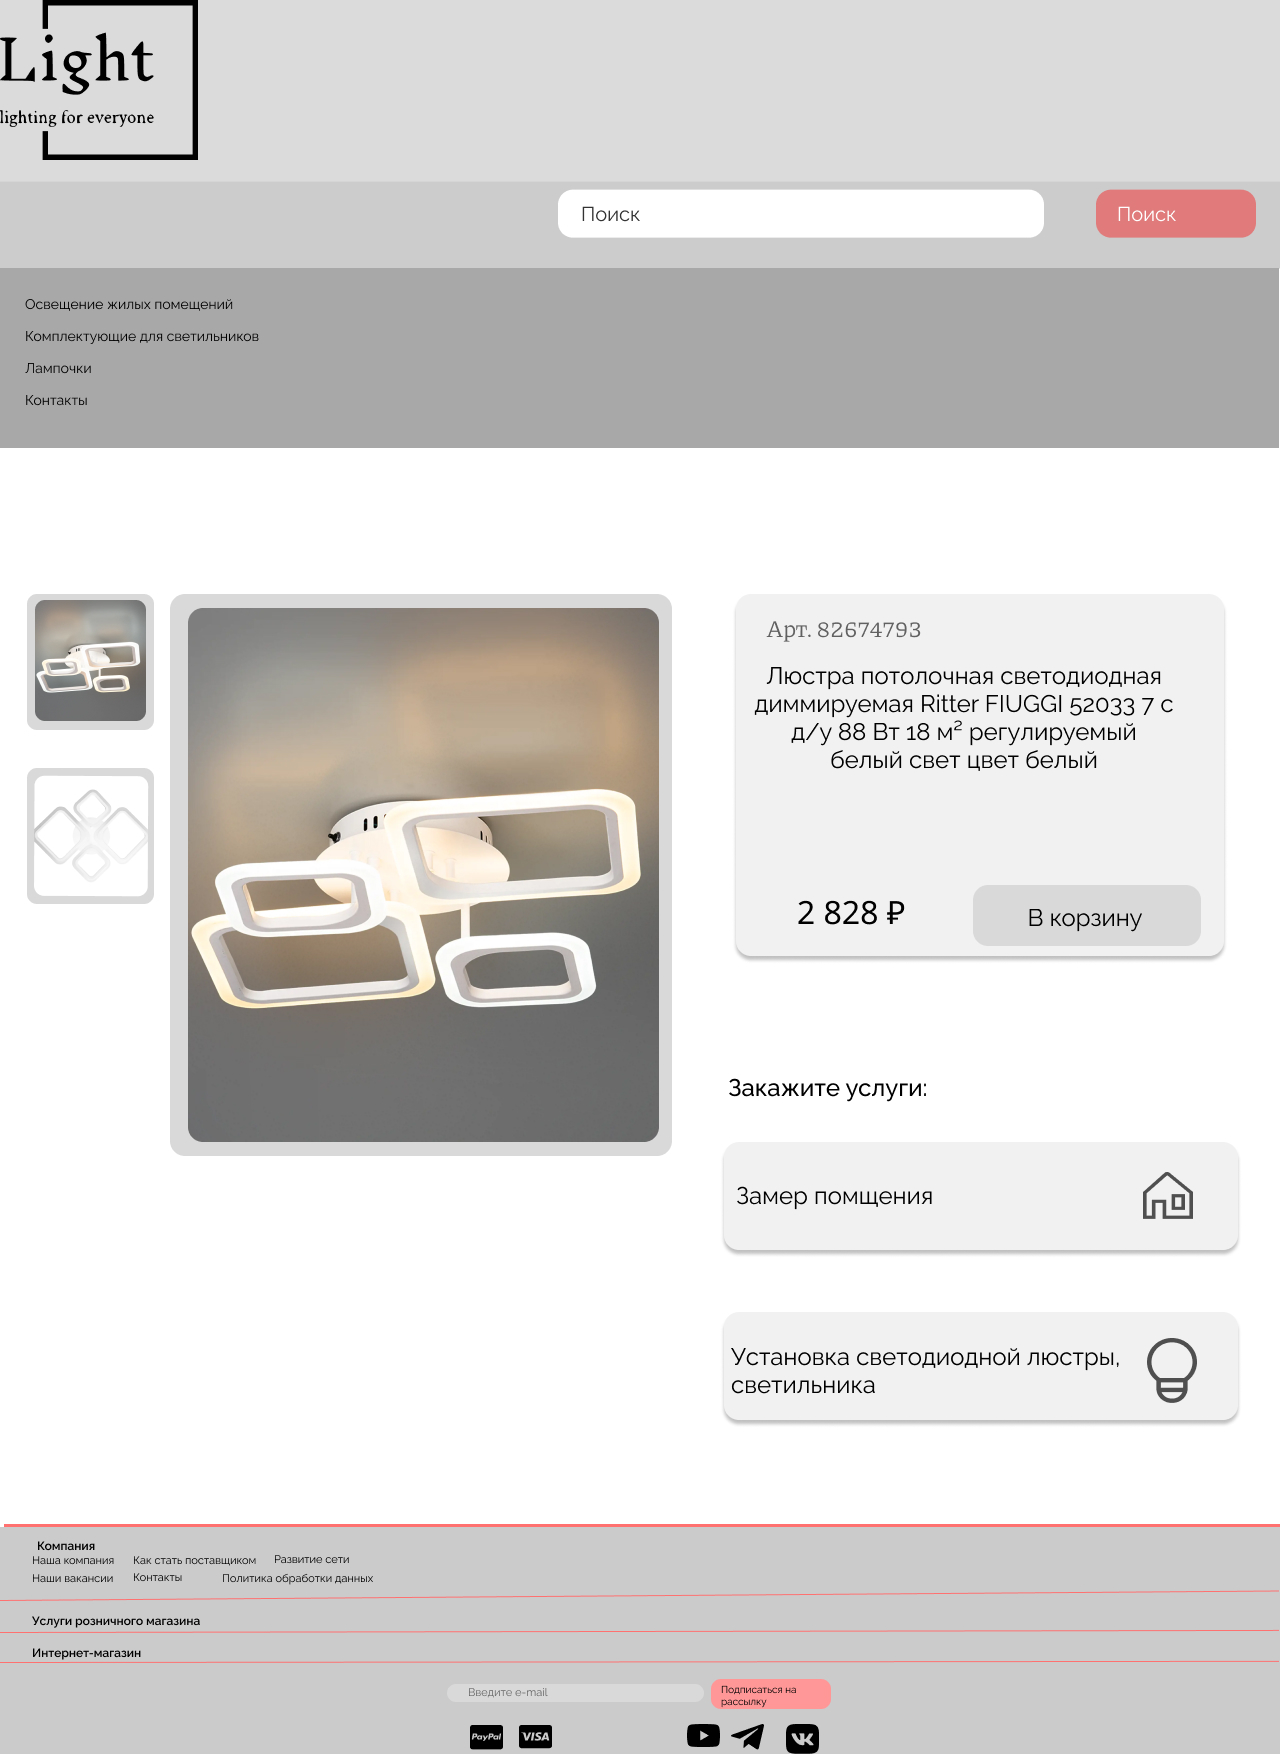 Light
lighting for everyone
Поиск
Поиск
Освещение жилых помещений
Комплектующие для светильников
Лампочки
Контакты
Арт. 82674793
Люстра потолочная светодиодная
диммируемая Ritter FIUGGI 52033 7 с
д/у 88 Вт 18 м² регулируемый
белый свет цвет белый
2 828 ₽
В корзину
Закажите услуги:
Замер помщения
Установка светодиодной люстры,
светильника
Компания
Наша компания Как стать поставщиком Развитие сети
Наши вакансии Контакты Политика обработки данных
Услуги розничного магазина
Интернет-магазин
Введите e-mail
Подписаться на
рассылку
PayPal VISA